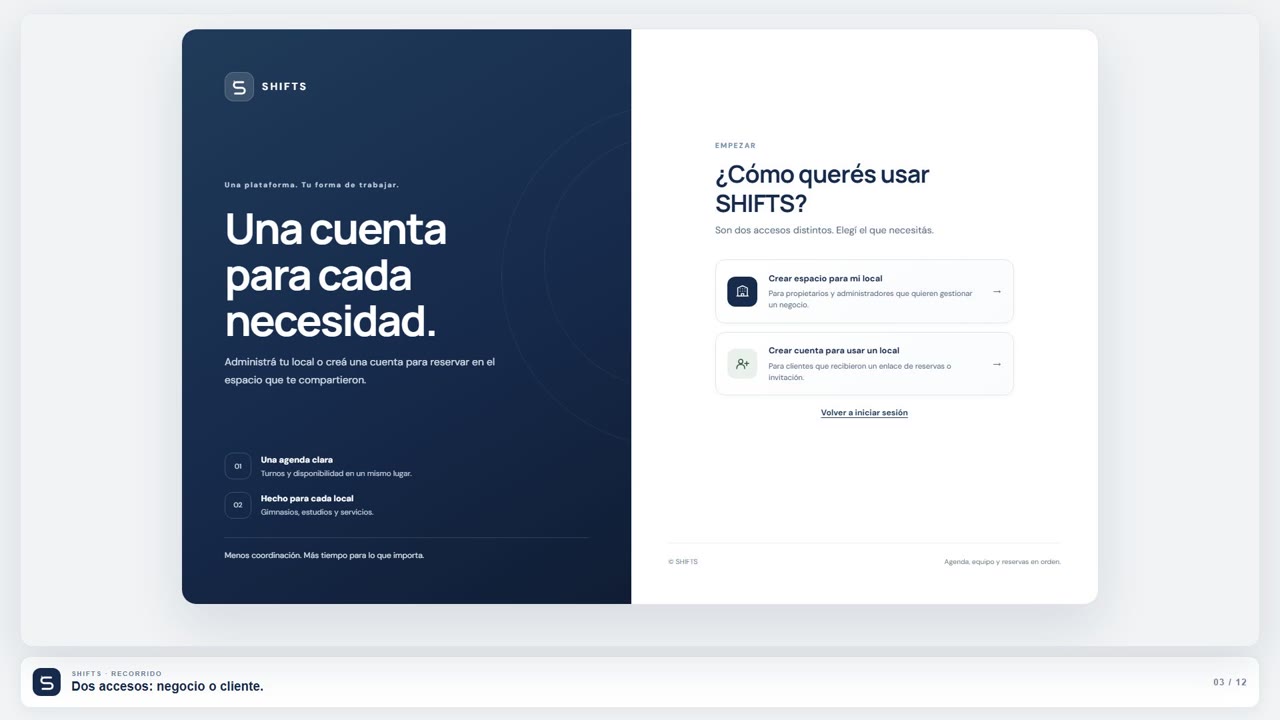 SHIFTS
Una plataforma. Tu forma de trabajar.
Una cuenta
para cada
necesidad.
Administrá tu local o creá una cuenta para reservar en el
espacio que te compartieron.
01
Una agenda clara
Turnos y disponibilidad en un mismo lugar.
02
Hecho para cada local
Gimnasios, estudios y servicios.
Menos coordinación. Más tiempo para lo que importa.
EMPEZAR
¿Cómo querés usar
SHIFTS?
Son dos accesos distintos. Elegí el que necesitás.
Crear espacio para mi local
Para propietarios y administradores que quieren gestionar
un negocio.
→
Crear cuenta para usar un local
Para clientes que recibieron un enlace de reservas o
invitación.
→
Volver a iniciar sesión
© SHIFTS
Agenda, equipo y reservas en orden.
SHIFTS · RECORRIDO
Dos accesos: negocio o cliente.
03 / 12